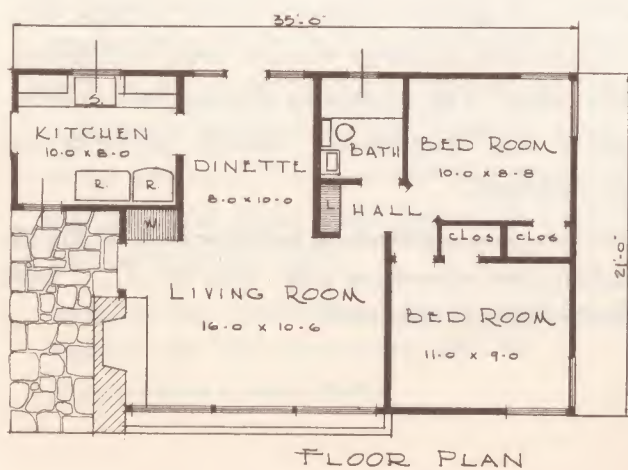 35'-0"
S.
KITCHEN
10-0 x 8-0
R. R.
DINETTE
8-0 x 10-0
BATH
BED ROOM
10-0 x 8-8
L
HALL
CLOS CLOS
W
LIVING ROOM
16-0 x 10-6
BED ROOM
11-0 x 9-0
21'-0"
FLOOR PLAN